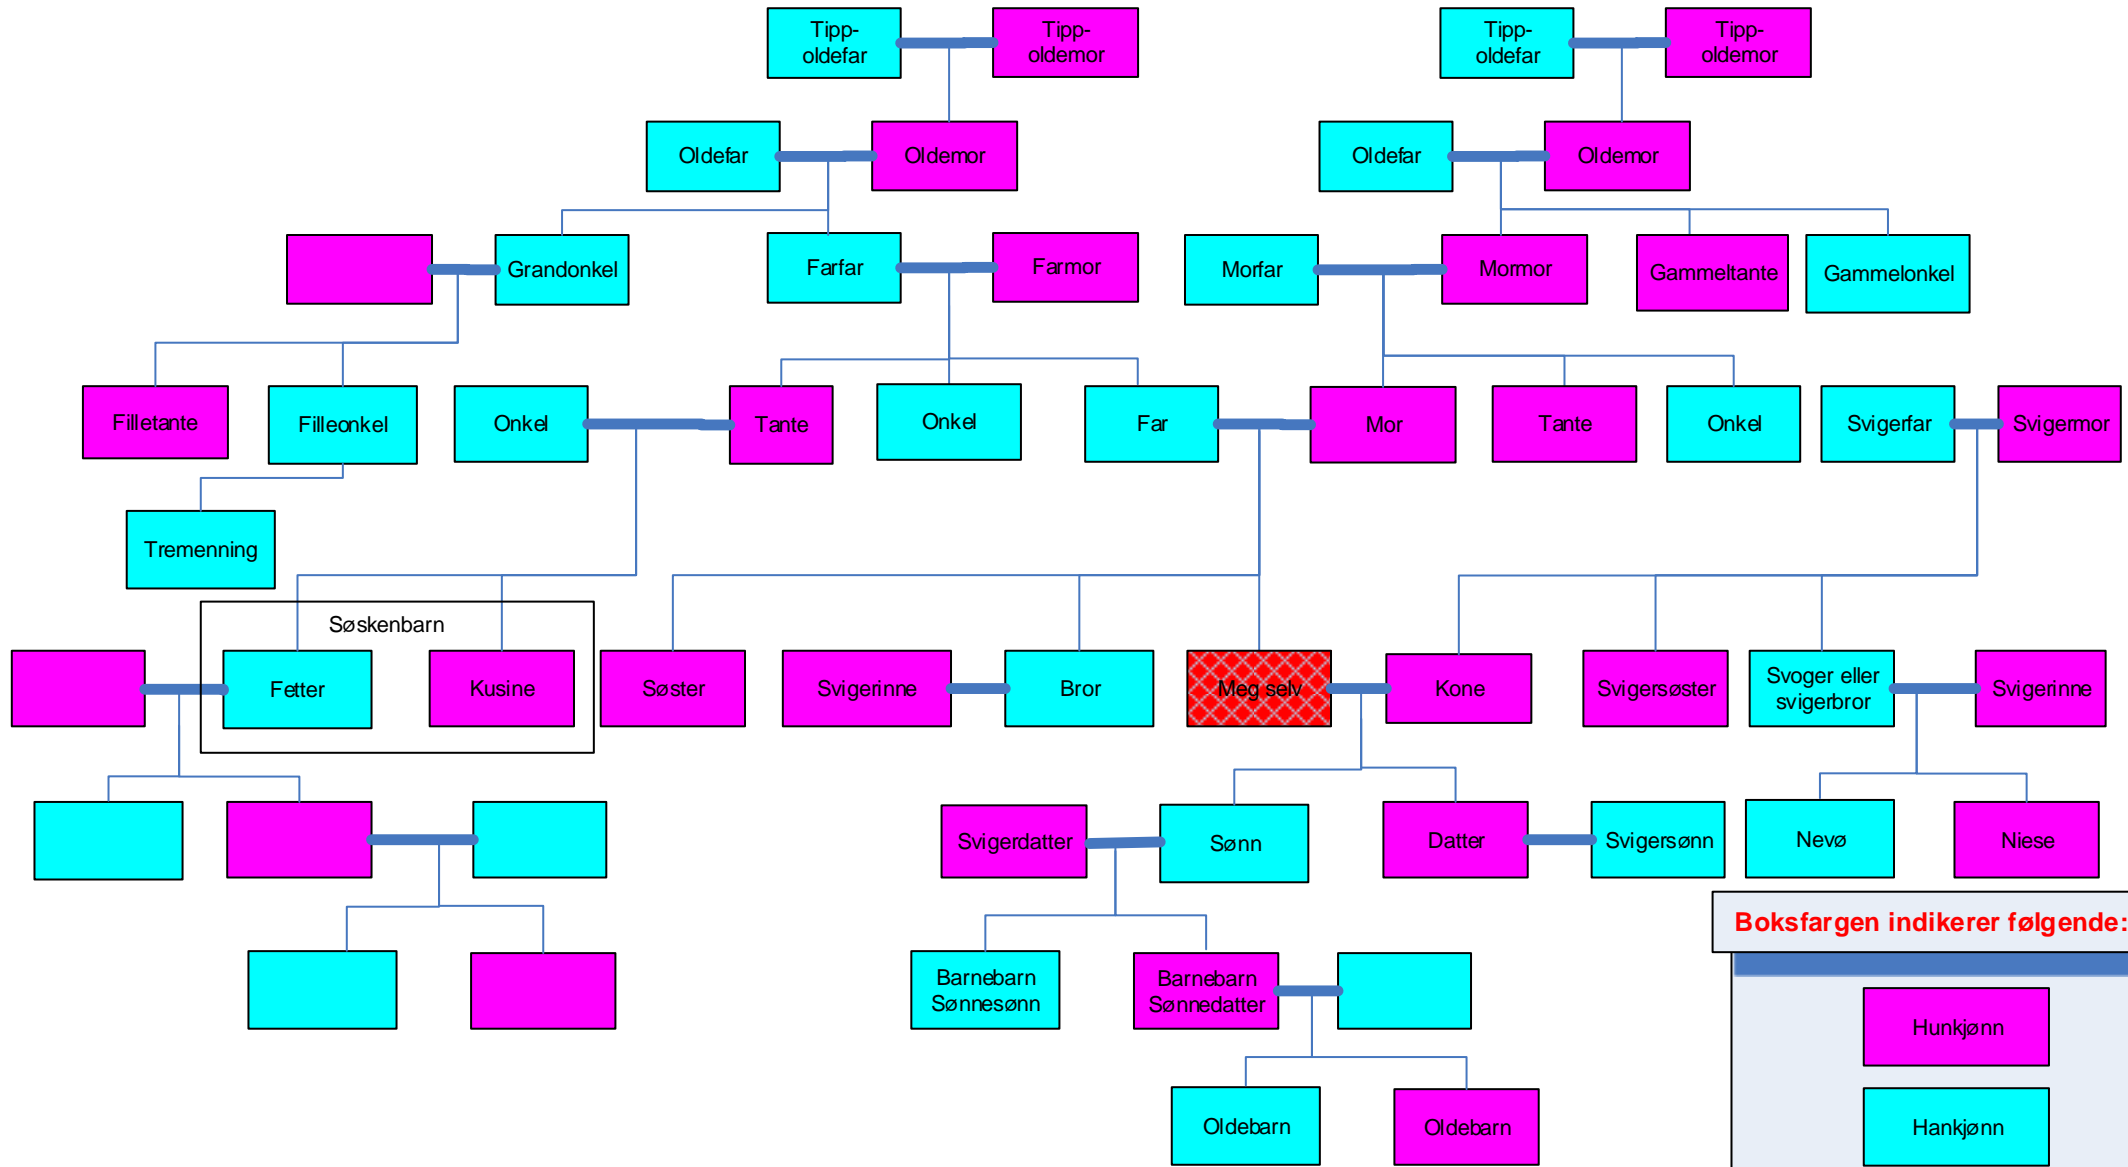 Tipp-
oldefar
Tipp-
oldemor
Tipp-
oldefar
Tipp-
oldemor
Oldefar
Oldemor
Oldefar
Oldemor
Grandonkel
Farfar
Farmor
Morfar
Mormor
Gammeltante
Gammelonkel
Filletante
Filleonkel
Onkel
Tante
Onkel
Far
Mor
Tante
Onkel
Svigerfar
Svigermor
Tremenning
Søskenbarn
Fetter
Kusine
Søster
Svigerinne
Bror
Meg selv
Kone
Svigersøster
Svoger eller
svigerbror
Svigerinne
Svigerdatter
Sønn
Datter
Svigersønn
Nevø
Niese
Boksfargen indikerer følgende:
Barnebarn
Sønnesønn
Barnebarn
Sønnedatter
Hunkjønn
Oldebarn
Oldebarn
Hankjønn